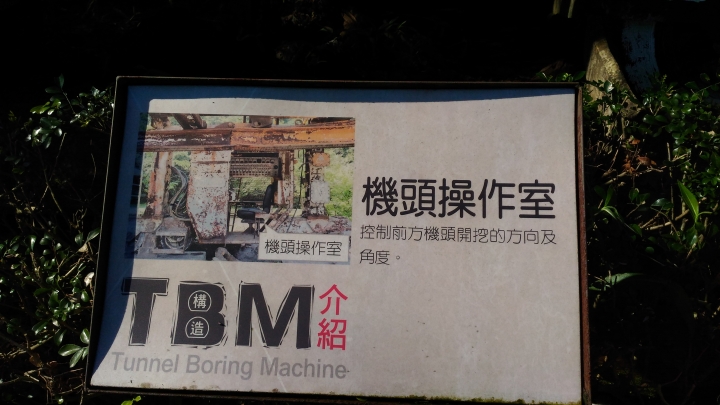 機頭操作室
控制前方機頭開挖的方向及
角度。
機頭操作室
TBM
構造
介紹
Tunnel Boring Machine